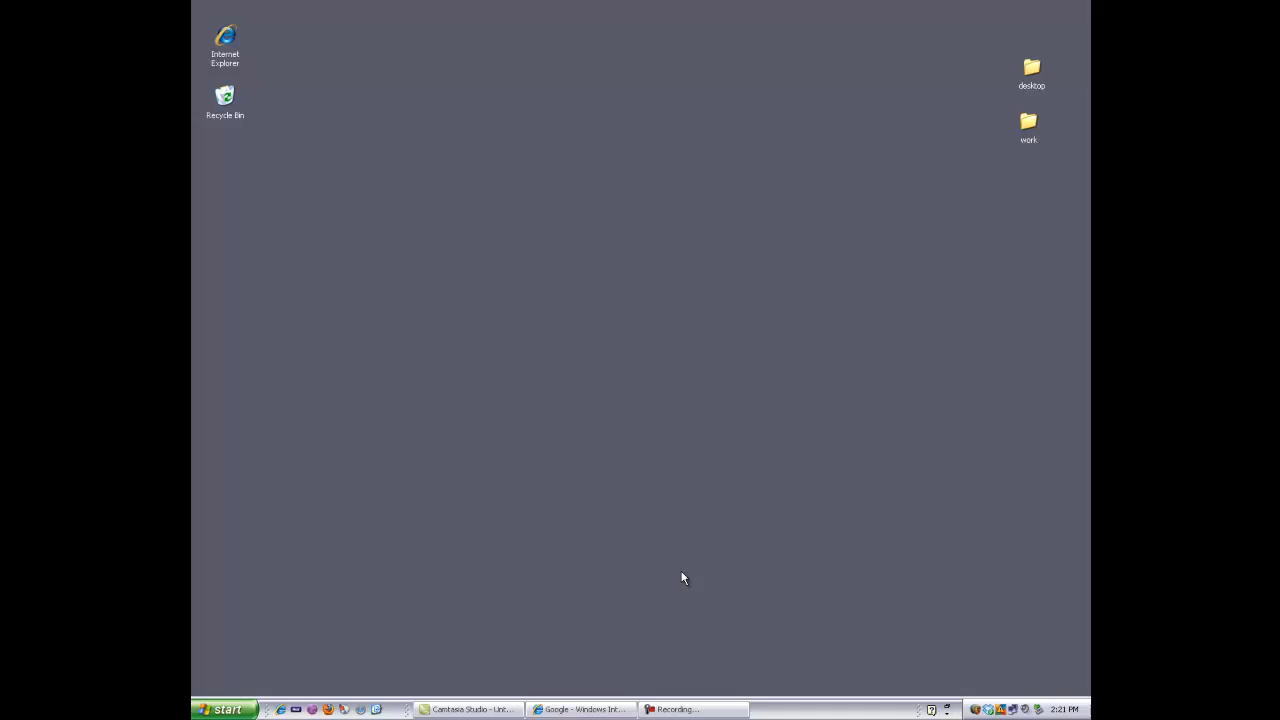 Internet
Explorer
Recycle Bin
desktop
work
start
Camtasia Studio - Unt...
Google - Windows Int...
Recording...
2:21 PM